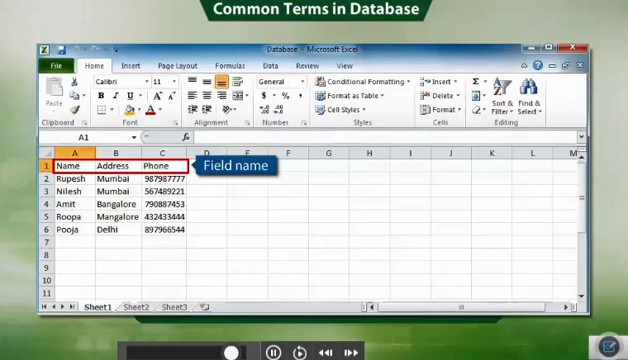 Common Terms in Database
Database - Microsoft Excel
File Home Insert Page Layout Formulas Data Review View
Calibri 11 General Conditional Formatting Insert Σ
Paste B I U A A $ % , Format as Table Delete Sort & Filter Find & Select
A Cell Styles Format
Clipboard Font Alignment Number Styles Cells Editing
A1 fx
A B C D E F G H I J K L M
1 Name Address Phone Field name
2 Rupesh Mumbai 987987777
3 Nilesh Mumbai 567489221
4 Amit Bangalore 790887453
5 Roopa Mangalore 432433444
6 Pooja Delhi 897966544
7
8
9
10
11
Sheet1 Sheet2 Sheet3